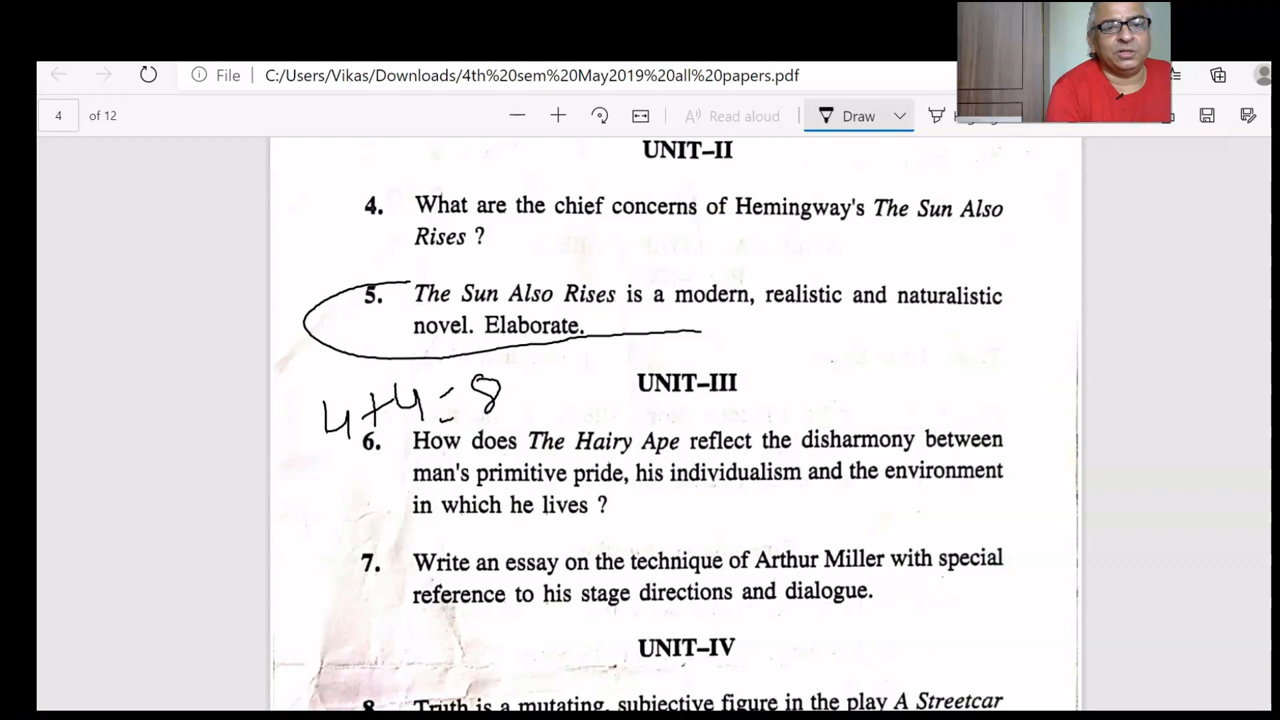 File C:/Users/Vikas/Downloads/4th%20sem%20May2019%20all%20papers.pdf
4 of 12 Read aloud Draw
UNIT–II
4. What are the chief concerns of Hemingway's The Sun Also
Rises ?
5. The Sun Also Rises is a modern, realistic and naturalistic
novel. Elaborate.
UNIT–III
4+4=8
6. How does The Hairy Ape reflect the disharmony between
man's primitive pride, his individualism and the environment
in which he lives ?
7. Write an essay on the technique of Arthur Miller with special
reference to his stage directions and dialogue.
UNIT–IV
8. Truth is a mutating, subjective figure in the play A Streetcar